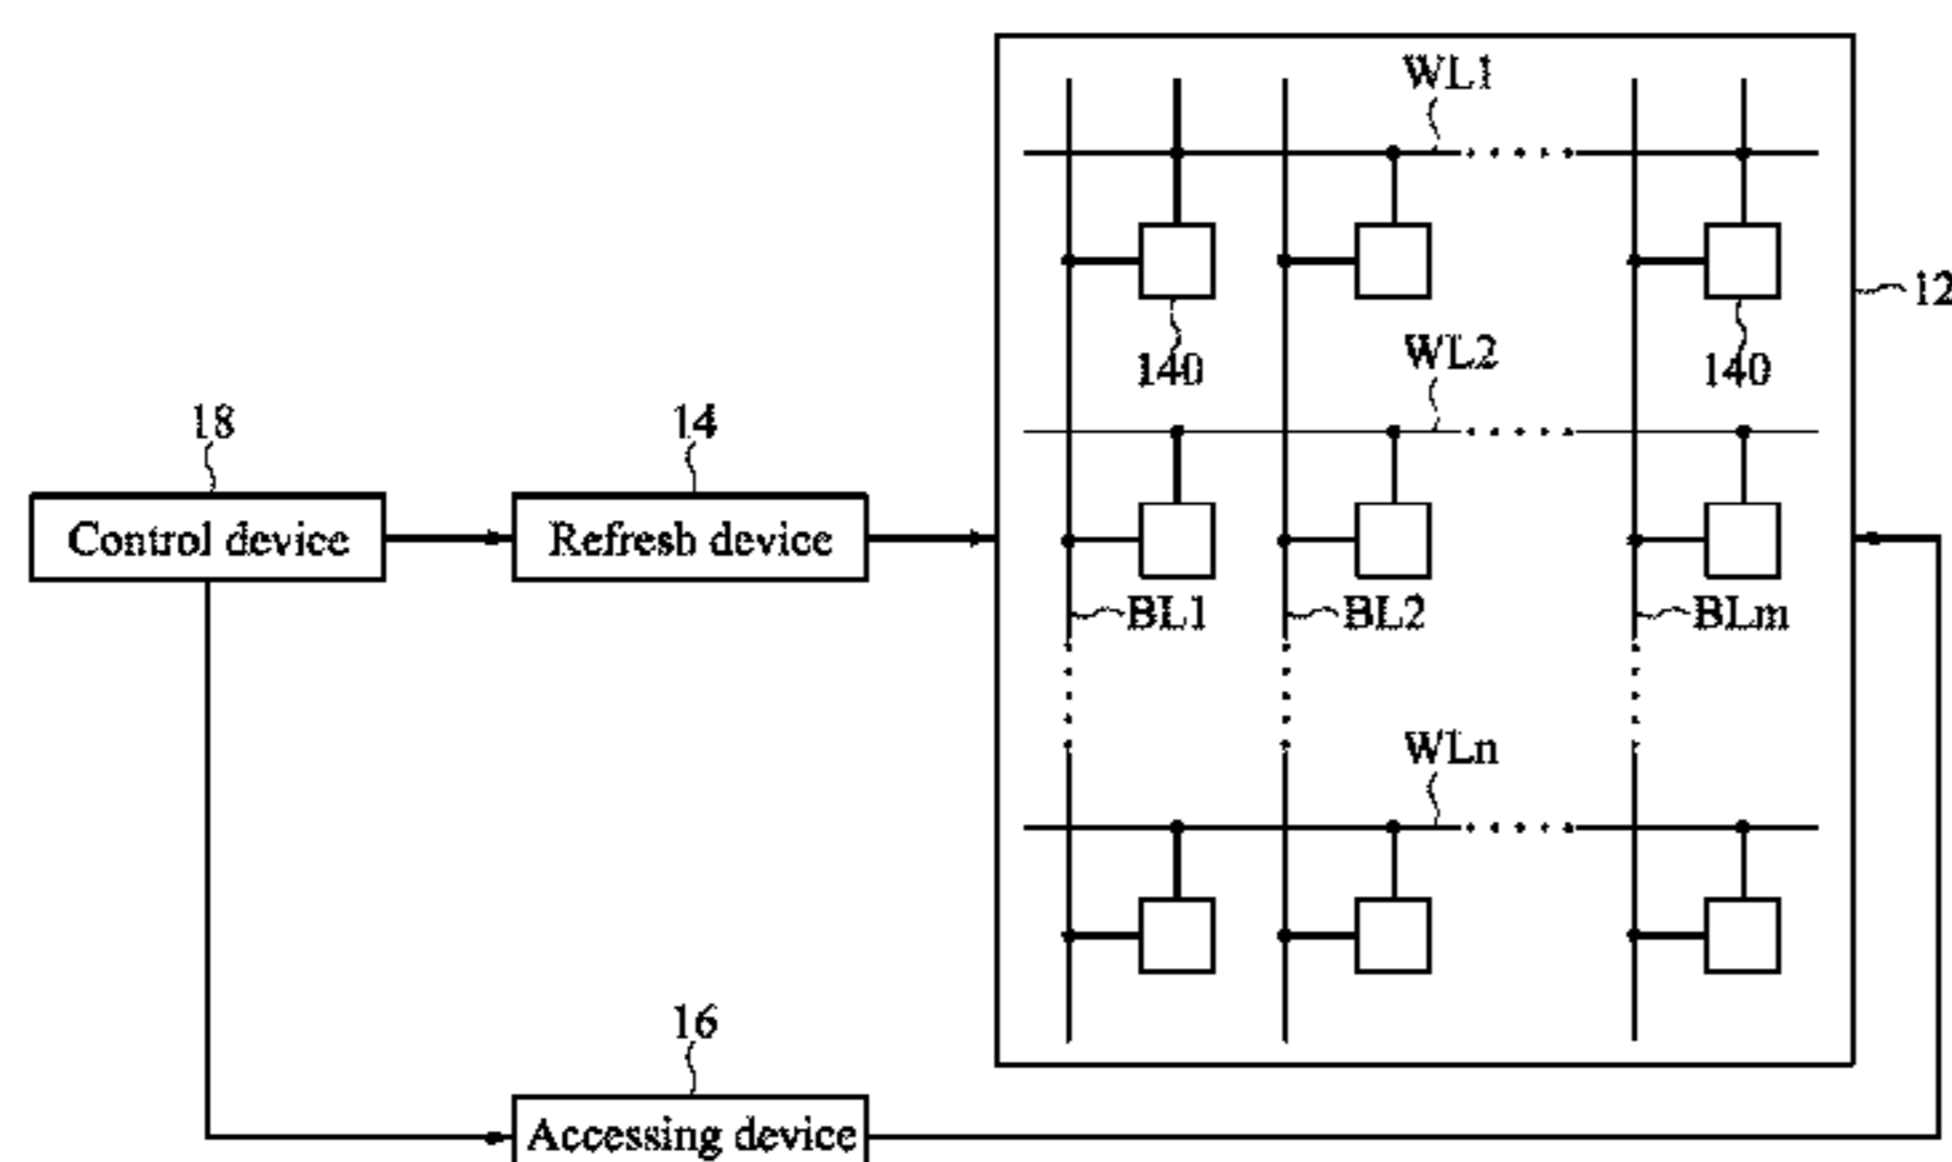 WL1
12
140
140
WL2
18
14
Control device
Refresh device
BL1
BL2
BLm
WLn
16
Accessing device